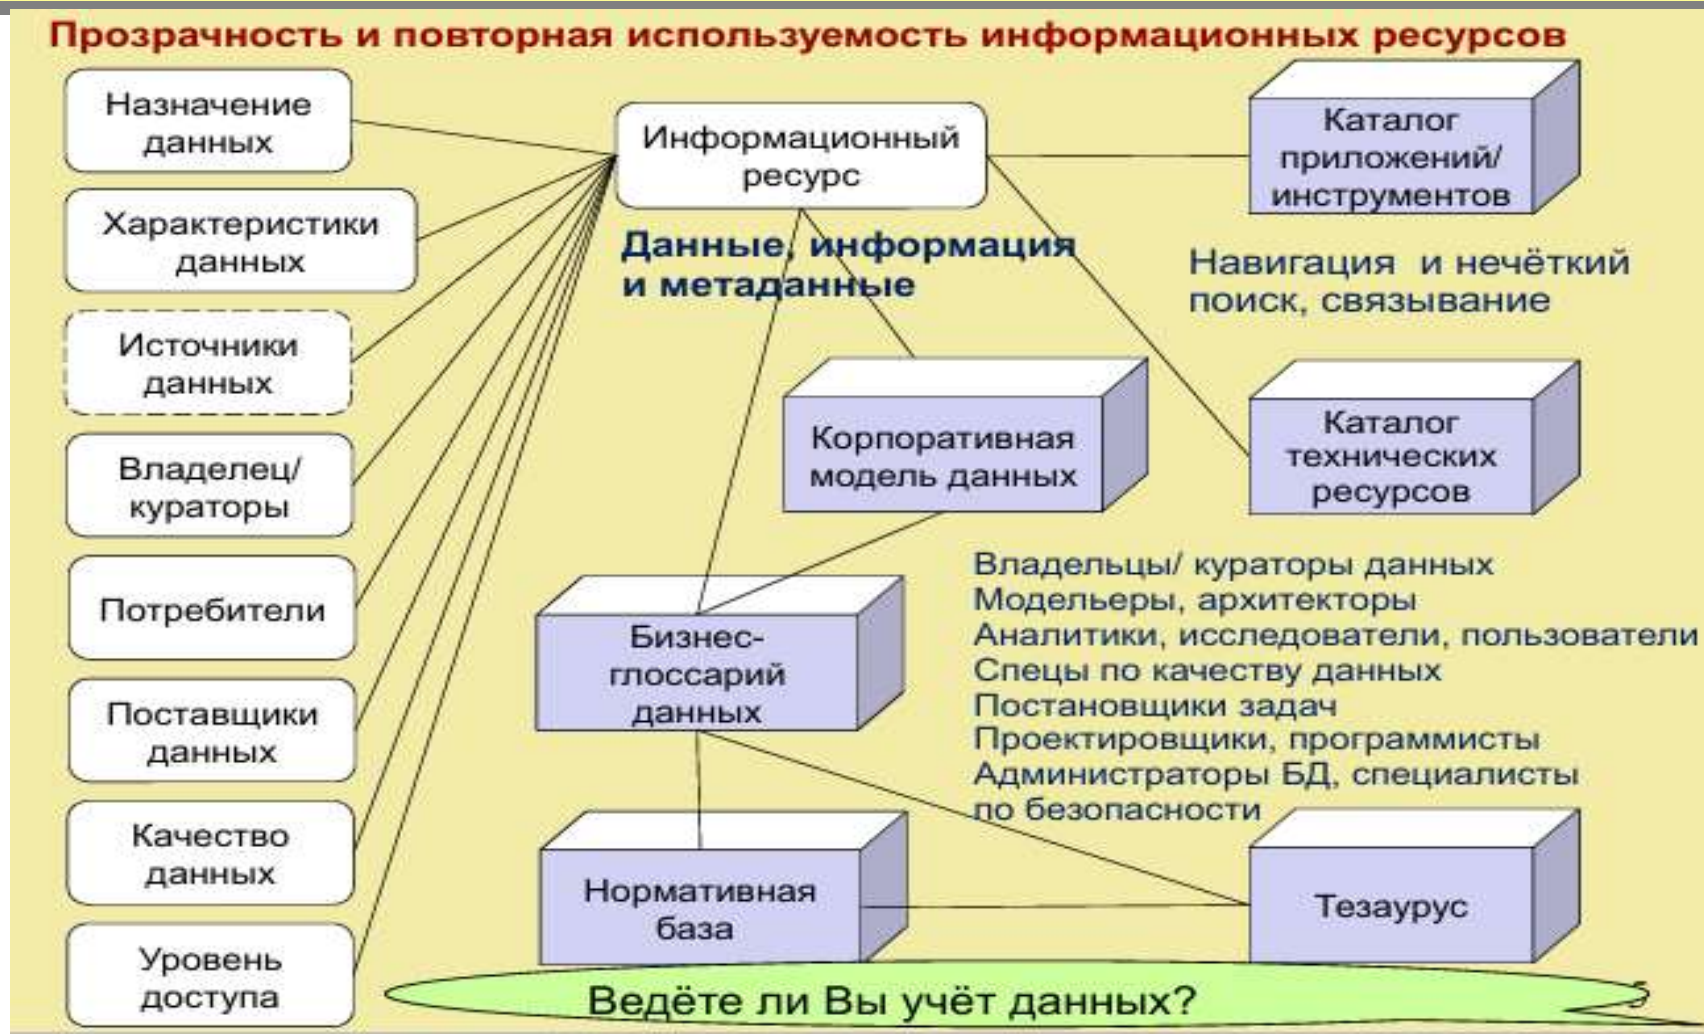 Прозрачность и повторная используемость информационных ресурсов
Назначение
данных
Характеристики
данных
Источники
данных
Владелец/
кураторы
Потребители
Поставщики
данных
Качество
данных
Уровень
доступа
Информационный
ресурс
Данные, информация
и метаданные
Корпоративная
модель данных
Бизнес-
глоссарий
данных
Нормативная
база
Каталог
приложений/
инструментов
Навигация и нечёткий
поиск, связывание
Каталог
технических
ресурсов
Владельцы/ кураторы данных
Модельеры, архитекторы
Аналитики, исследователи, пользователи
Спецы по качеству данных
Постановщики задач
Проектировщики, программисты
Администраторы БД, специалисты
по безопасности
Тезаурус
Ведёте ли Вы учёт данных?